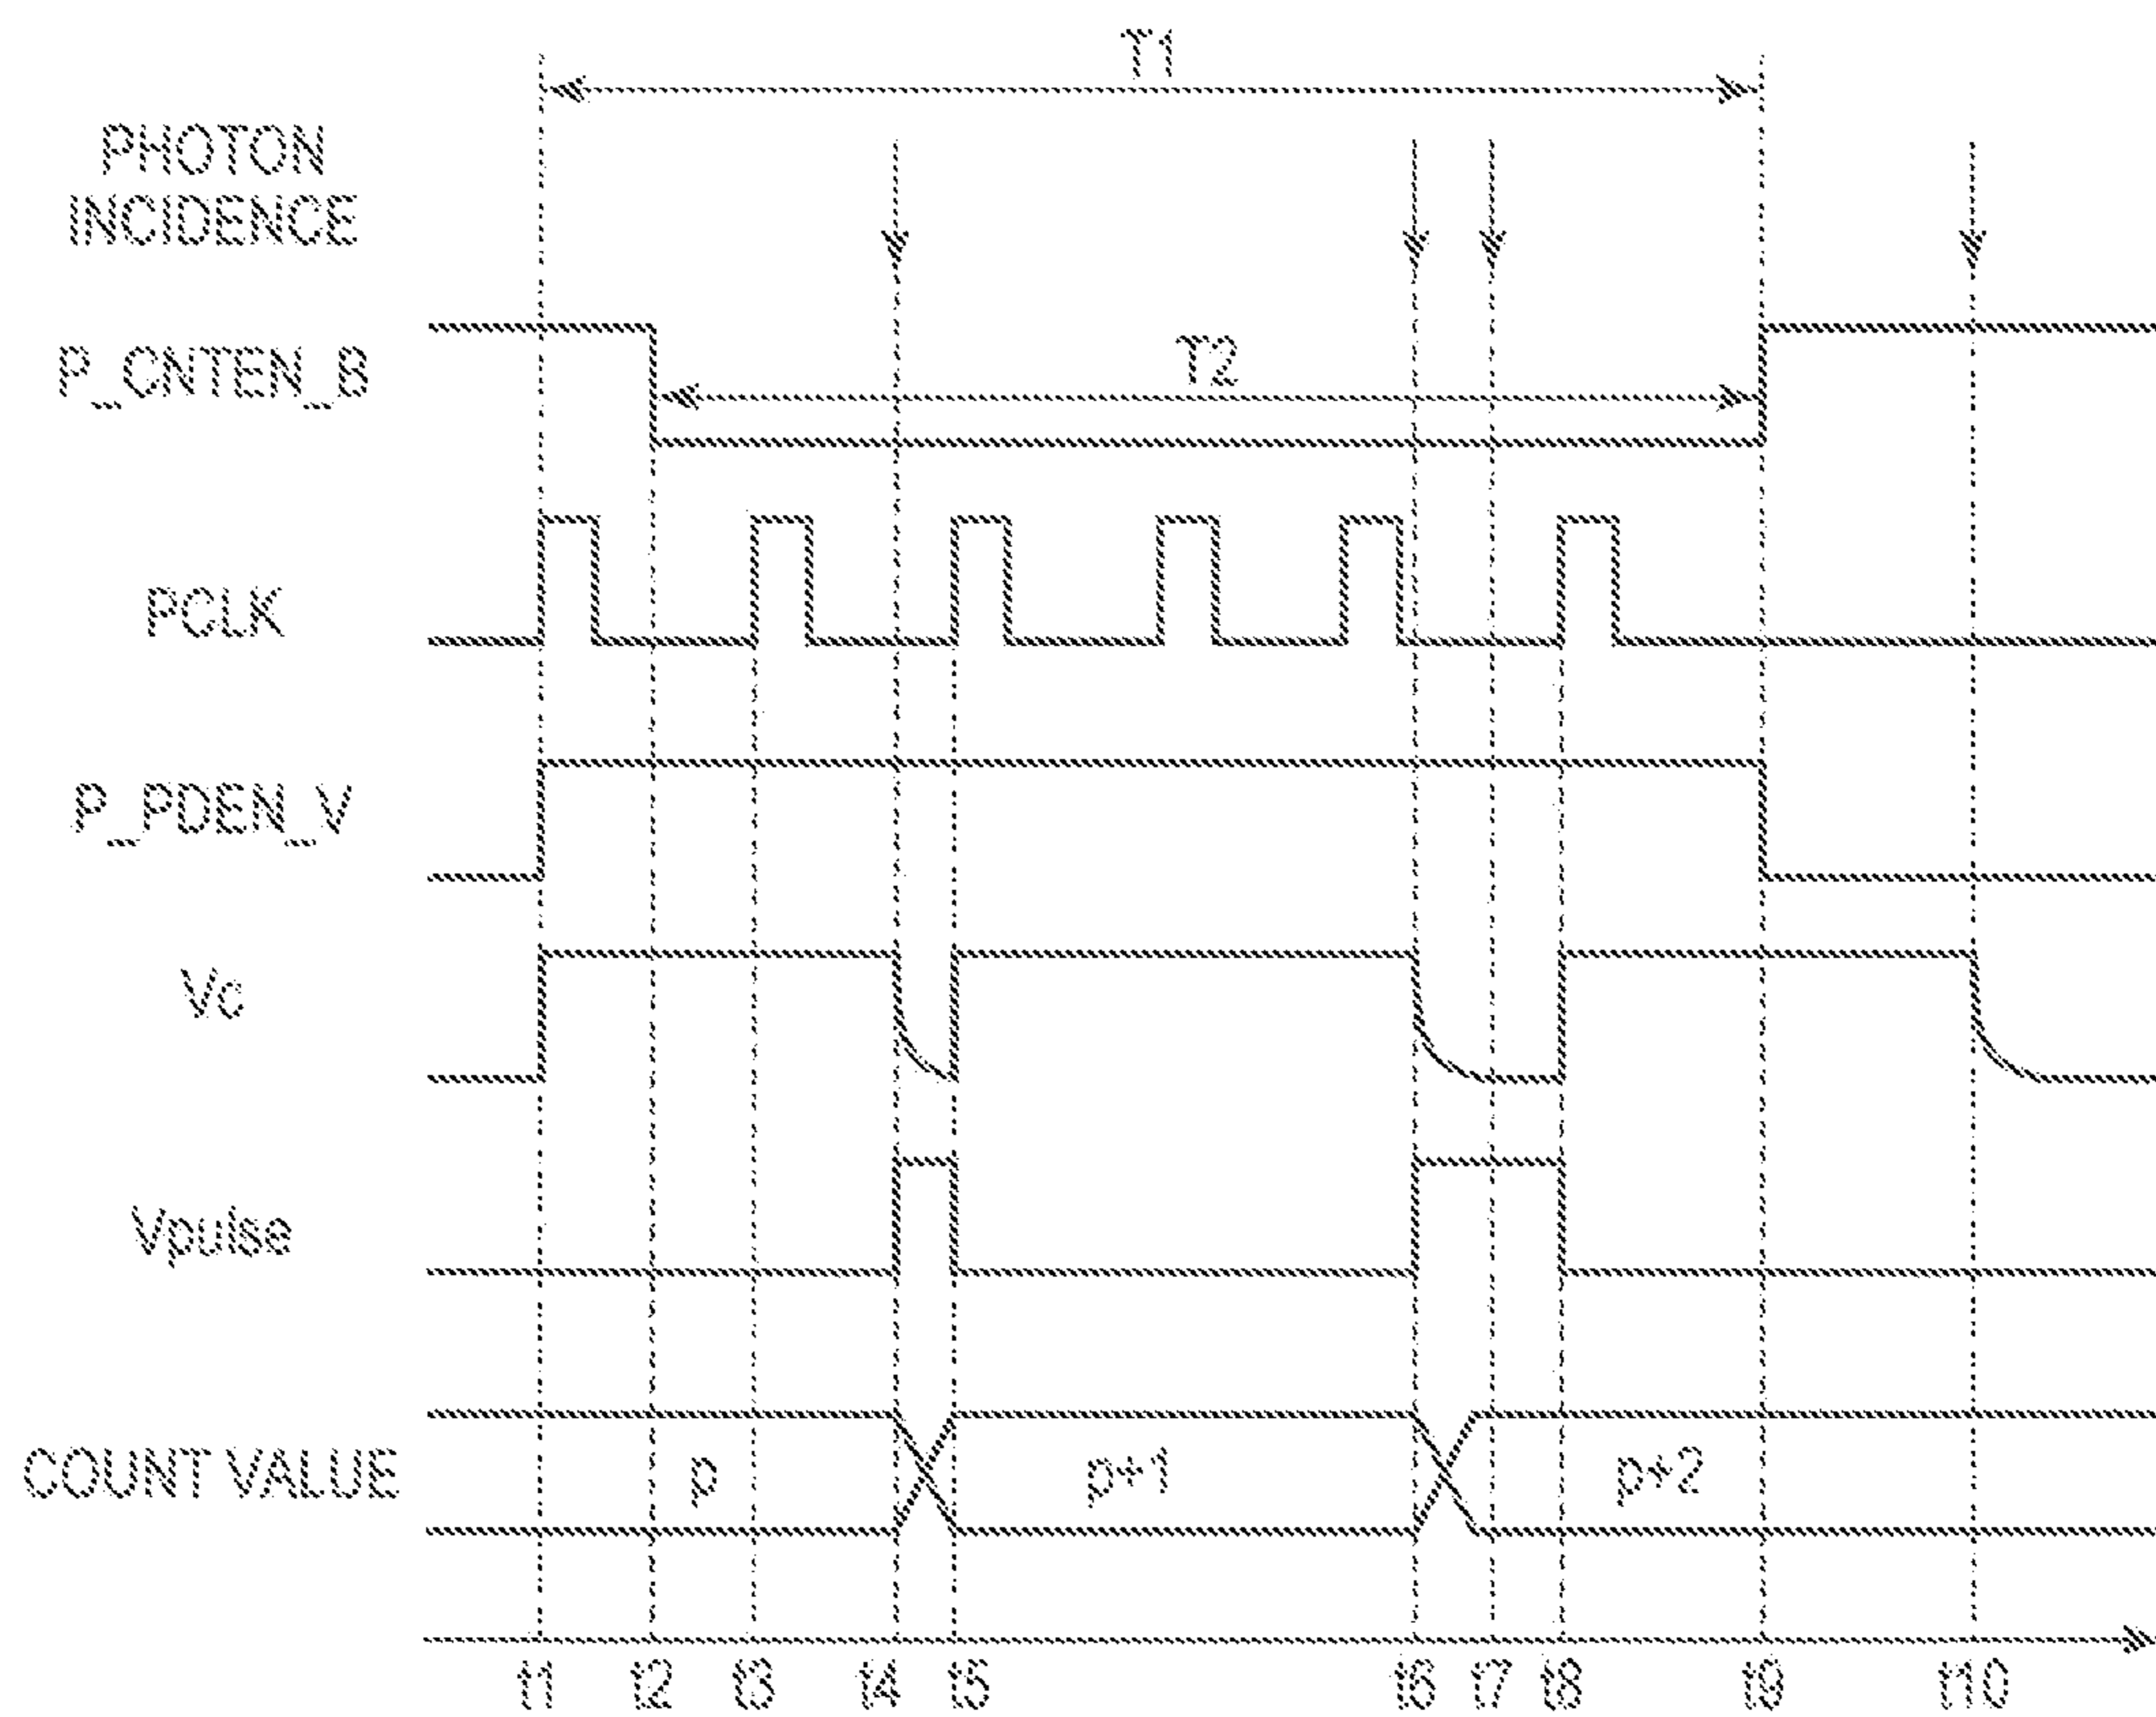 T1
PHOTON
INCIDENCE
P_CNTEN_B
T2
PCLK
P_PDEN_V
Vc
Vpulse
COUNT VALUE
p
p+1
p+2
t1
t2
t3
t4
t5
t6
t7
t8
t9
t10